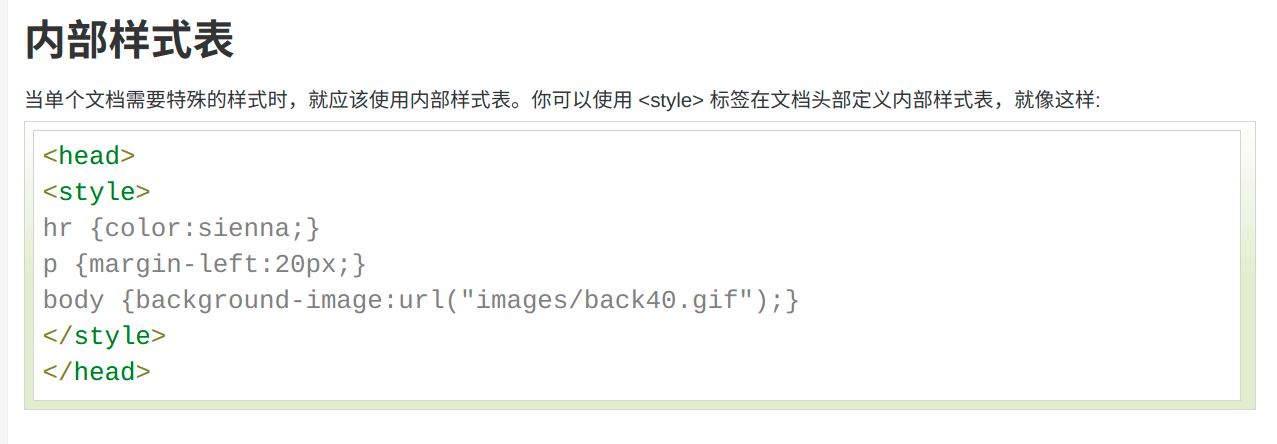 内部样式表
当单个文档需要特殊的样式时，就应该使用内部样式表。你可以使用 <style> 标签在文档头部定义内部样式表，就像这样:
<head>
<style>
hr {color:sienna;}
p {margin-left:20px;}
body {background-image:url("images/back40.gif");}
</style>
</head>